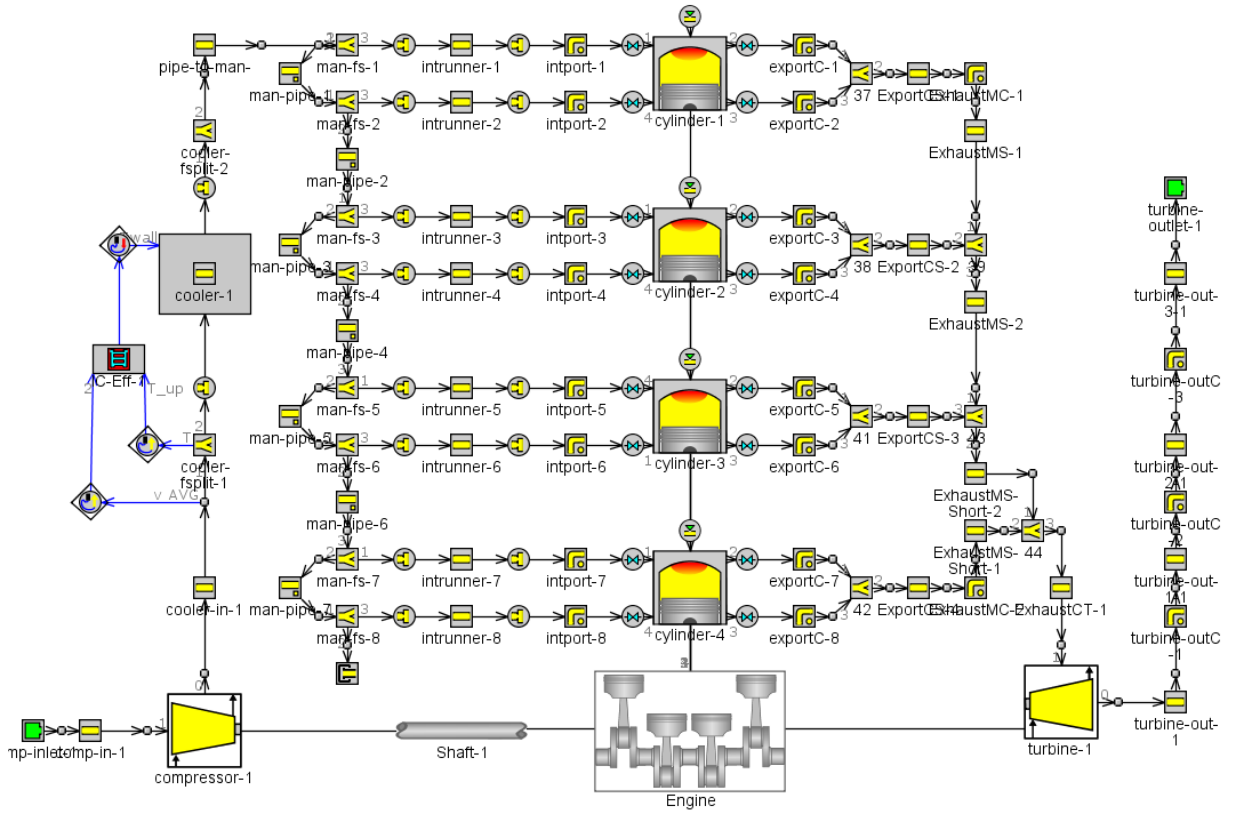 pipe-to-man-
man-fs-1
intrunner-1
intport-1
exportC-1
man-pipe-1
37
ExhaustMC-1
man-fs-2
intrunner-2
intport-2
cylinder-1
exportC-2
ExhaustMS-1
cooler-
fsplit-2
man-pipe-2
man-fs-3
intrunner-3
intport-3
exportC-3
turbine-
outlet-1
man-pipe-3
38
ExportCS-2
39
man-fs-4
intrunner-4
intport-4
cylinder-2
exportC-4
cooler-1
turbine-out-
3-1
ExhaustMS-2
man-pipe-4
C-Eff-1
T_up
man-fs-5
intrunner-5
intport-5
exportC-5
turbine-outC
-3
man-pipe-5
41
ExportCS-3
43
cooler-
fsplit-1
man-fs-6
intrunner-6
intport-6
cylinder-3
exportC-6
turbine-out-
v_AVG
ExhaustMS-
Short-2
man-pipe-6
turbine-outC
ExhaustMS-
Short-1
44
man-fs-7
intrunner-7
intport-7
exportC-7
turbine-out-
cooler-in-1
man-pipe-7
42
ExhaustCT-1
man-fs-8
intrunner-8
intport-8
cylinder-4
exportC-8
turbine-outC
-1
turbine-out-
1
compressor-1
Shaft-1
Engine
turbine-1